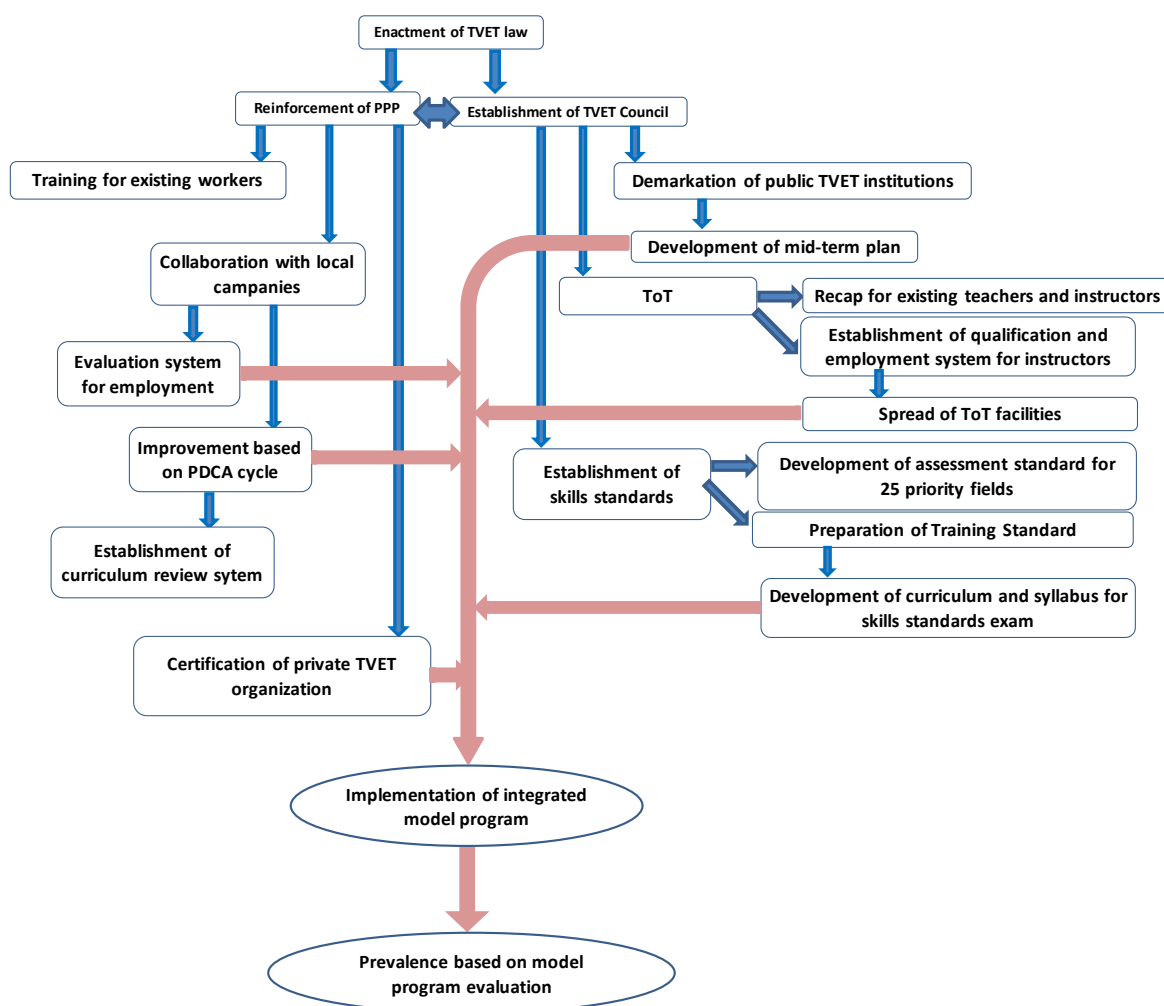 Enactment of TVET law
Reinforcement of PPP
Establishment of TVET Council
Training for existing workers
Demarkation of public TVET institutions
Development of mid-term plan
Collaboration with local
campanies
ToT
Recap for existing teachers and instructors
Establishment of qualification and
employment system for instructors
Evaluation system
for employment
Spread of ToT facilities
Improvement based
on PDCA cycle
Establishment of
skills standards
Development of assessment standard for
25 priority fields
Preparation of Training Standard
Establishment of
curriculum review sytem
Development of curriculum and syllabus for
skills standards exam
Certification of private TVET
organization
Implementation of integrated
model program
Prevalence based on model
program evaluation